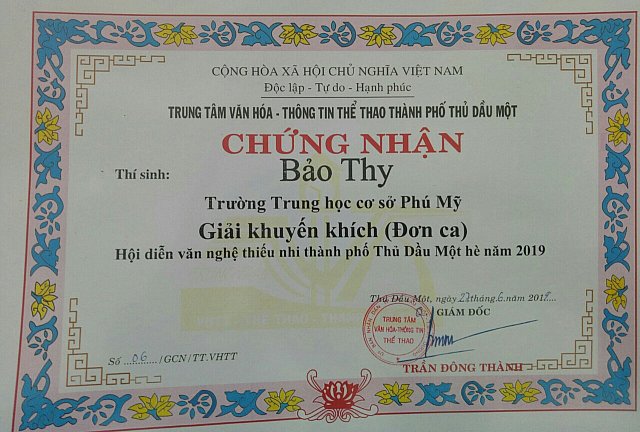 CỘNG HÒA XÃ HỘI CHỦ NGHĨA VIỆT NAM
Độc lập - Tự do - Hạnh phúc
TRUNG TÂM VĂN HÓA - THÔNG TIN THỂ THAO THÀNH PHỐ THỦ DẦU MỘT
CHỨNG NHẬN
Thí sinh: Bảo Thy
Trường Trung học cơ sở Phú Mỹ
Giải khuyến khích (Đơn ca)
Hội diễn văn nghệ thiếu nhi thành phố Thủ Dầu Một hè năm 2019
Thủ Dầu Một, ngày tháng 6 năm
GIÁM ĐỐC
TRUNG TÂM
VĂN HÓA-THÔNG TIN
THỂ THAO
TRẦN ĐÔNG THÀNH
Số 06 /GCN/TT.VHTT